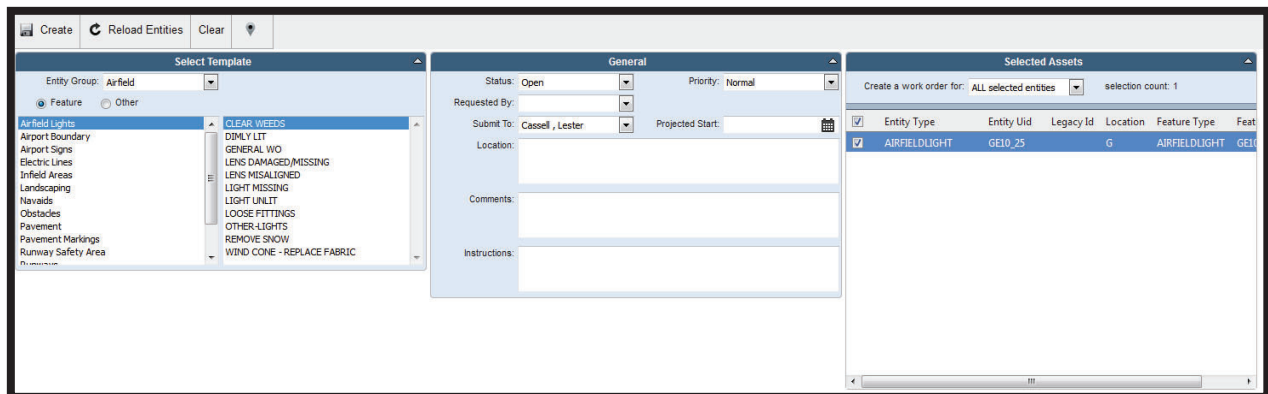 Create Reload Entities Clear
Select Template
Entity Group: Airfield
Feature Other
Airfield Lights
Airport Boundary
Airport Signs
Electric Lines
Infield Areas
Landscaping
Navaids
Obstacles
Pavement
Pavement Markings
Runway Safety Area
Runways
CLEAR WEEDS
DIMLY LIT
GENERAL WO
LENS DAMAGED/MISSING
LENS MISALIGNED
LIGHT MISSING
LIGHT UNLIT
LOOSE FITTINGS
OTHER-LIGHTS
REMOVE SNOW
WIND CONE - REPLACE FABRIC
General
Status: Open Priority: Normal
Requested By:
Submit To: Cassell , Lester Projected Start:
Location:
Comments:
Instructions:
Selected Assets
Create a work order for: ALL selected entities selection count: 1
Entity Type Entity Uid Legacy Id Location Feature Type Feat
AIRFIELDLIGHT GE10_25 G AIRFIELDLIGHT GE10